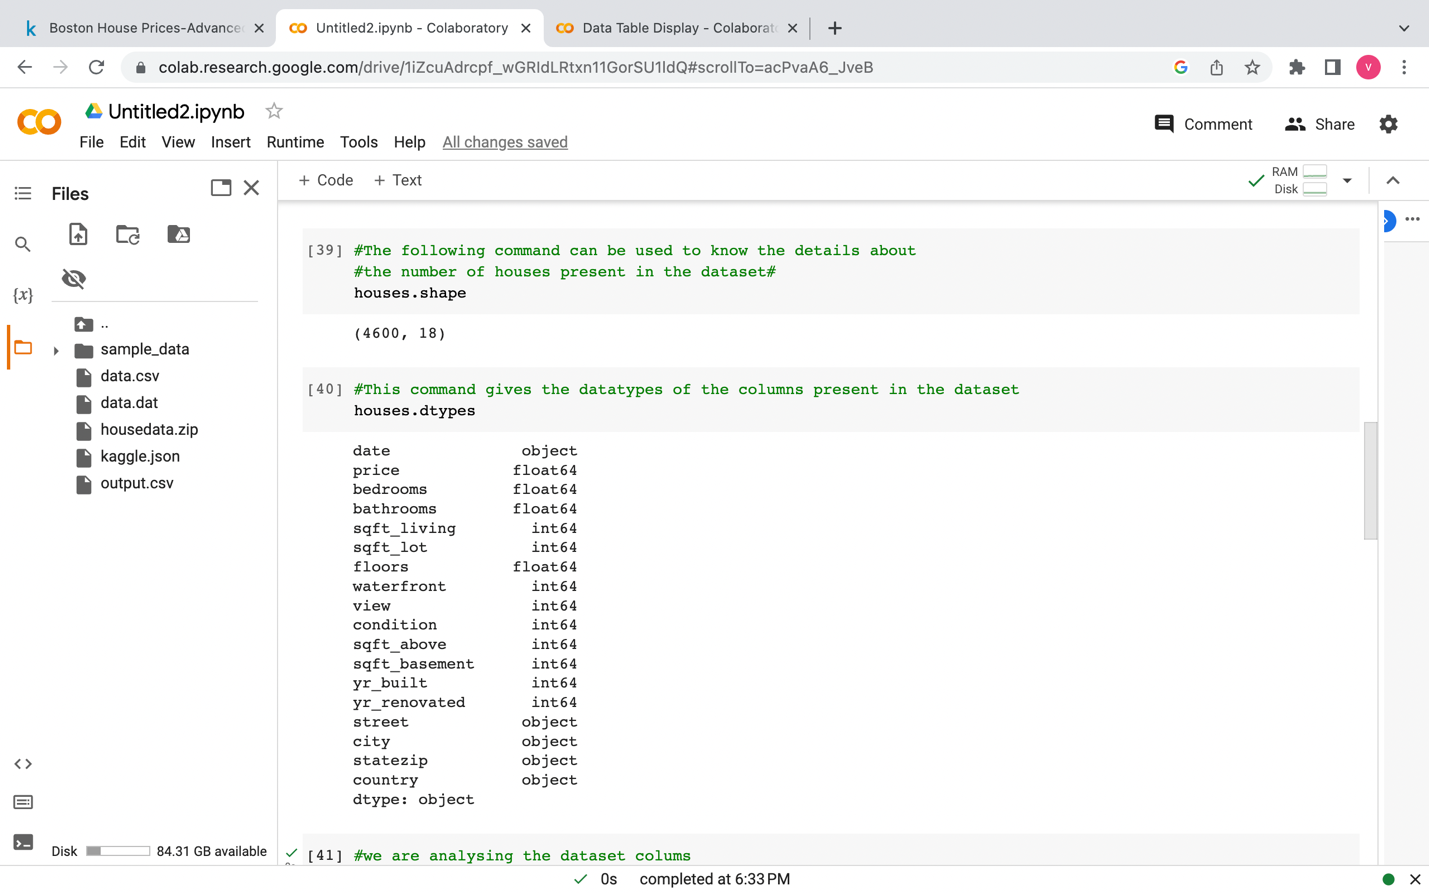 Boston House Prices-Advance
Untitled2.ipynb - Colaboratory
Data Table Display - Colaborat
colab.research.google.com/drive/1iZcuAdrcpf_wGRIdLRtxn11GorSU1IdQ#scrollTo=acPvaA6_JveB
V
Untitled2.ipynb
File Edit View Insert Runtime Tools Help All changes saved
Comment
Share
Files
+ Code + Text
RAM
Disk
{x}
..
sample_data
data.csv
data.dat
housedata.zip
kaggle.json
output.csv
Disk 84.31 GB available
[39] #The following command can be used to know the details about
#the number of houses present in the dataset#
houses.shape
(4600, 18)
[40] #This command gives the datatypes of the columns present in the dataset
houses.dtypes
date object
price float64
bedrooms float64
bathrooms float64
sqft_living int64
sqft_lot int64
floors float64
waterfront int64
view int64
condition int64
sqft_above int64
sqft_basement int64
yr_built int64
yr_renovated int64
street object
city object
statezip object
country object
dtype: object
[41] #we are analysing the dataset colums
0s completed at 6:33 PM